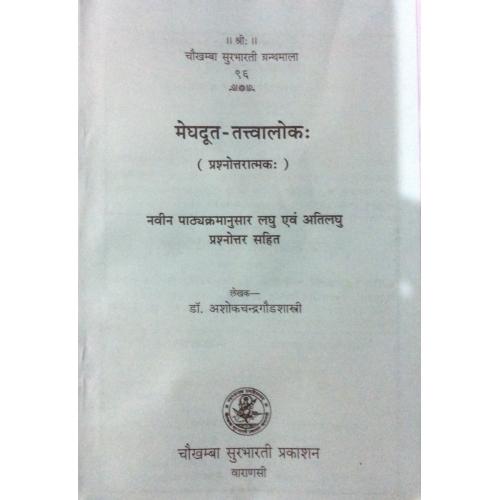 ॥ श्री: ॥
चौखम्बा सुरभारती ग्रन्थमाला
९६
मेघदूत-तत्त्वालोकः
( प्रश्नोत्तरात्मकः )
नवीन पाठ्यक्रमानुसार लघु एवं अतिलघु
प्रश्नोत्तर सहित
लेखक—
डॉ. अशोकचन्द्रगौडशास्त्री
चौखम्बा सुरभारती प्रकाशन
वाराणसी